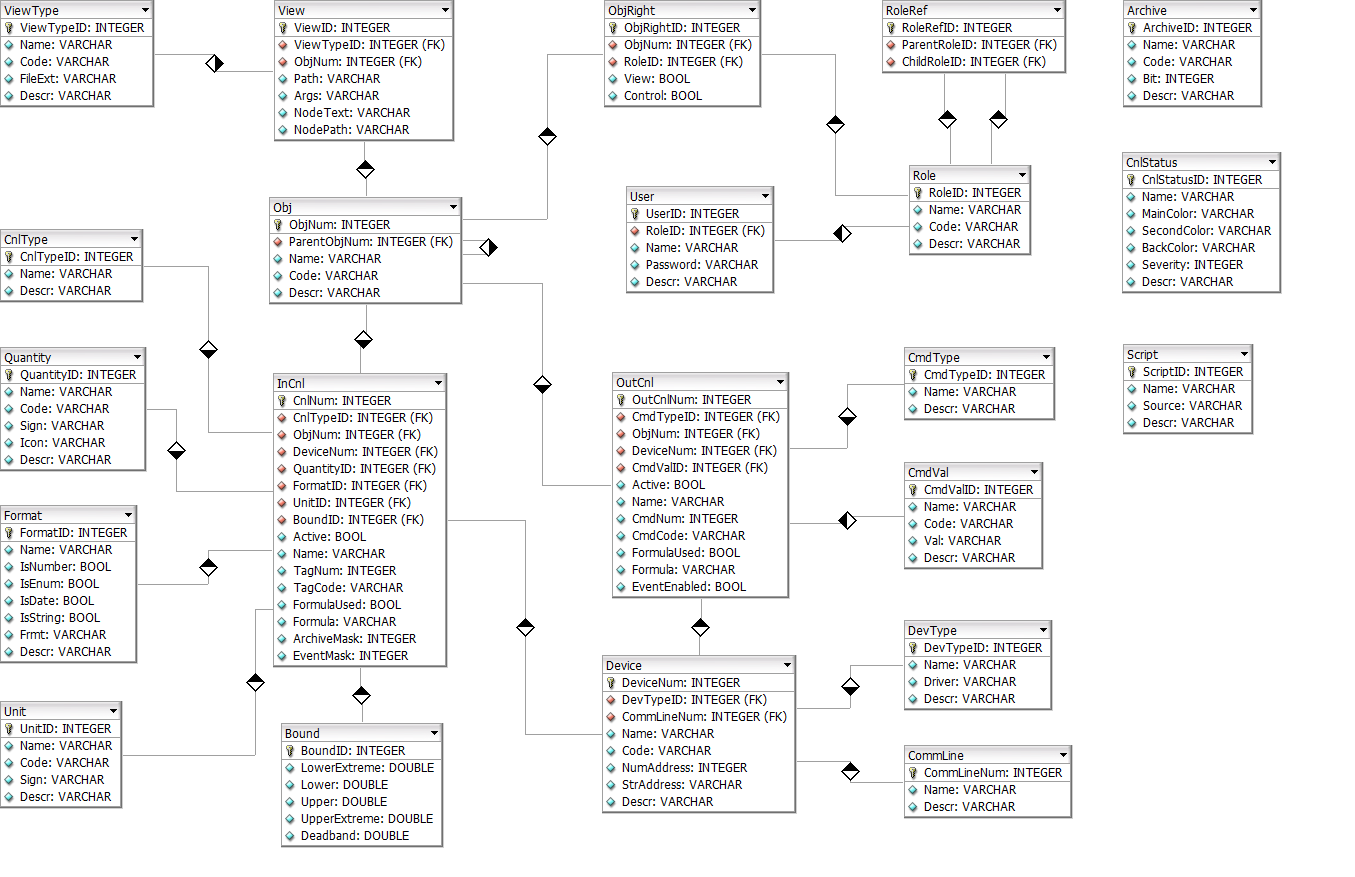 ViewType
ViewTypeID: INTEGER
Name: VARCHAR
Code: VARCHAR
FileExt: VARCHAR
Descr: VARCHAR
View
ViewID: INTEGER
ViewTypeID: INTEGER (FK)
ObjNum: INTEGER (FK)
Path: VARCHAR
Args: VARCHAR
NodeText: VARCHAR
NodePath: VARCHAR
ObjRight
ObjRightID: INTEGER
ObjNum: INTEGER (FK)
RoleID: INTEGER (FK)
View: BOOL
Control: BOOL
RoleRef
RoleRefID: INTEGER
ParentRoleID: INTEGER (FK)
ChildRoleID: INTEGER (FK)
Archive
ArchiveID: INTEGER
Name: VARCHAR
Code: VARCHAR
Bit: INTEGER
Descr: VARCHAR
CnlType
CnlTypeID: INTEGER
Name: VARCHAR
Descr: VARCHAR
Obj
ObjNum: INTEGER
ParentObjNum: INTEGER (FK)
Name: VARCHAR
Code: VARCHAR
Descr: VARCHAR
User
UserID: INTEGER
RoleID: INTEGER (FK)
Name: VARCHAR
Password: VARCHAR
Descr: VARCHAR
Role
RoleID: INTEGER
Name: VARCHAR
Code: VARCHAR
Descr: VARCHAR
CnlStatus
CnlStatusID: INTEGER
Name: VARCHAR
MainColor: VARCHAR
SecondColor: VARCHAR
BackColor: VARCHAR
Severity: INTEGER
Descr: VARCHAR
Quantity
QuantityID: INTEGER
Name: VARCHAR
Code: VARCHAR
Sign: VARCHAR
Icon: VARCHAR
Descr: VARCHAR
InCnl
CnlNum: INTEGER
CnlTypeID: INTEGER (FK)
ObjNum: INTEGER (FK)
DeviceNum: INTEGER (FK)
QuantityID: INTEGER (FK)
FormatID: INTEGER (FK)
UnitID: INTEGER (FK)
BoundID: INTEGER (FK)
Active: BOOL
Name: VARCHAR
TagNum: INTEGER
TagCode: VARCHAR
FormulaUsed: BOOL
Formula: VARCHAR
ArchiveMask: INTEGER
EventMask: INTEGER
OutCnl
OutCnlNum: INTEGER
CmdTypeID: INTEGER (FK)
ObjNum: INTEGER (FK)
DeviceNum: INTEGER (FK)
CmdValID: INTEGER (FK)
Active: BOOL
Name: VARCHAR
CmdNum: INTEGER
CmdCode: VARCHAR
FormulaUsed: BOOL
Formula: VARCHAR
EventEnabled: BOOL
CmdType
CmdTypeID: INTEGER
Name: VARCHAR
Descr: VARCHAR
Script
ScriptID: INTEGER
Name: VARCHAR
Source: VARCHAR
Descr: VARCHAR
CmdVal
CmdValID: INTEGER
Name: VARCHAR
Code: VARCHAR
Val: VARCHAR
Descr: VARCHAR
Format
FormatID: INTEGER
Name: VARCHAR
IsNumber: BOOL
IsEnum: BOOL
IsDate: BOOL
IsString: BOOL
Frmt: VARCHAR
Descr: VARCHAR
Unit
UnitID: INTEGER
Name: VARCHAR
Code: VARCHAR
Sign: VARCHAR
Descr: VARCHAR
Bound
BoundID: INTEGER
LowerExtreme: DOUBLE
Lower: DOUBLE
Upper: DOUBLE
UpperExtreme: DOUBLE
Deadband: DOUBLE
Device
DeviceNum: INTEGER
DevTypeID: INTEGER (FK)
CommLineNum: INTEGER (FK)
Name: VARCHAR
Code: VARCHAR
NumAddress: INTEGER
StrAddress: VARCHAR
Descr: VARCHAR
DevType
DevTypeID: INTEGER
Name: VARCHAR
Driver: VARCHAR
Descr: VARCHAR
CommLine
CommLineNum: INTEGER
Name: VARCHAR
Descr: VARCHAR